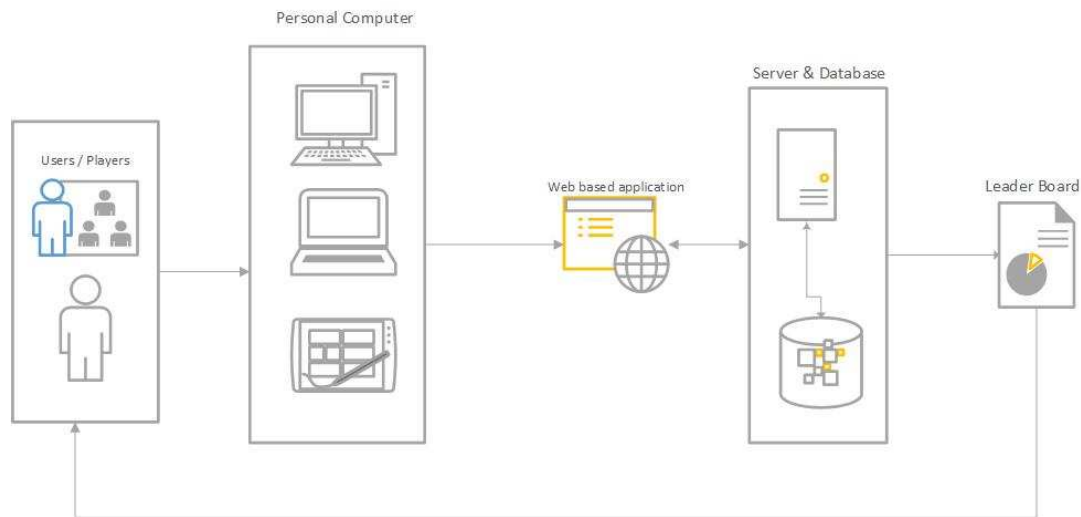 Personal Computer
Server & Database
Users / Players
Web based application
Leader Board